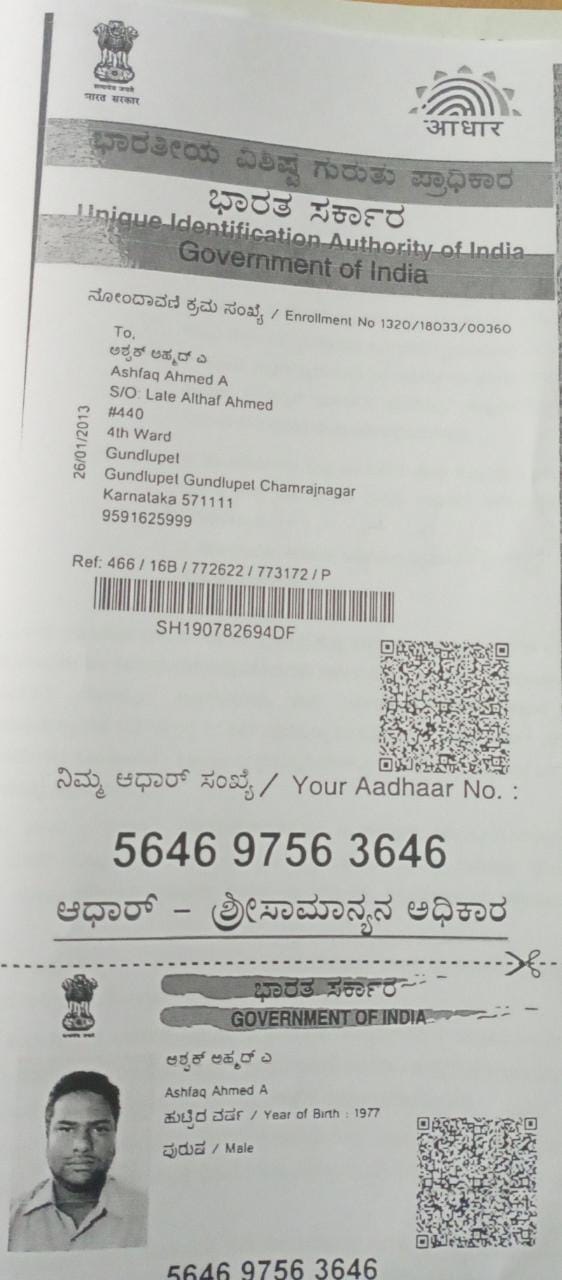 सत्यमेव जयते
भारत सरकार
आधार
ಭಾರತೀಯ ವಿಶಿಷ್ಟ ಗುರುತು ಪ್ರಾಧಿಕಾರ
ಭಾರತ ಸರ್ಕಾರ
Unique Identification Authority of India
Government of India
ನೋಂದಾವಣಿ ಕ್ರಮ ಸಂಖ್ಯೆ / Enrollment No 1320/18033/00360
To,
ಅಶ್ಫಕ್ ಅಹ್ಮದ್ ಎ
Ashfaq Ahmed A
S/O: Late Althaf Ahmed
#440
4th Ward
Gundlupet
Gundlupet Gundlupet Chamrajnagar
Karnataka 571111
9591625999
26/01/2013
Ref: 466 / 16B / 772622 / 773172 / P
SH190782694DF
ನಿಮ್ಮ ಆಧಾರ್ ಸಂಖ್ಯೆ / Your Aadhaar No. :
5646 9756 3646
ಆಧಾರ್ – ಶ್ರೀಸಾಮಾನ್ಯನ ಅಧಿಕಾರ
ಭಾರತ ಸರ್ಕಾರ
GOVERNMENT OF INDIA
ಅಶ್ಫಕ್ ಅಹ್ಮದ್ ಎ
Ashfaq Ahmed A
ಹುಟ್ಟಿದ ವರ್ಷ / Year of Birth : 1977
ಪುರುಷ / Male
5646 9756 3646